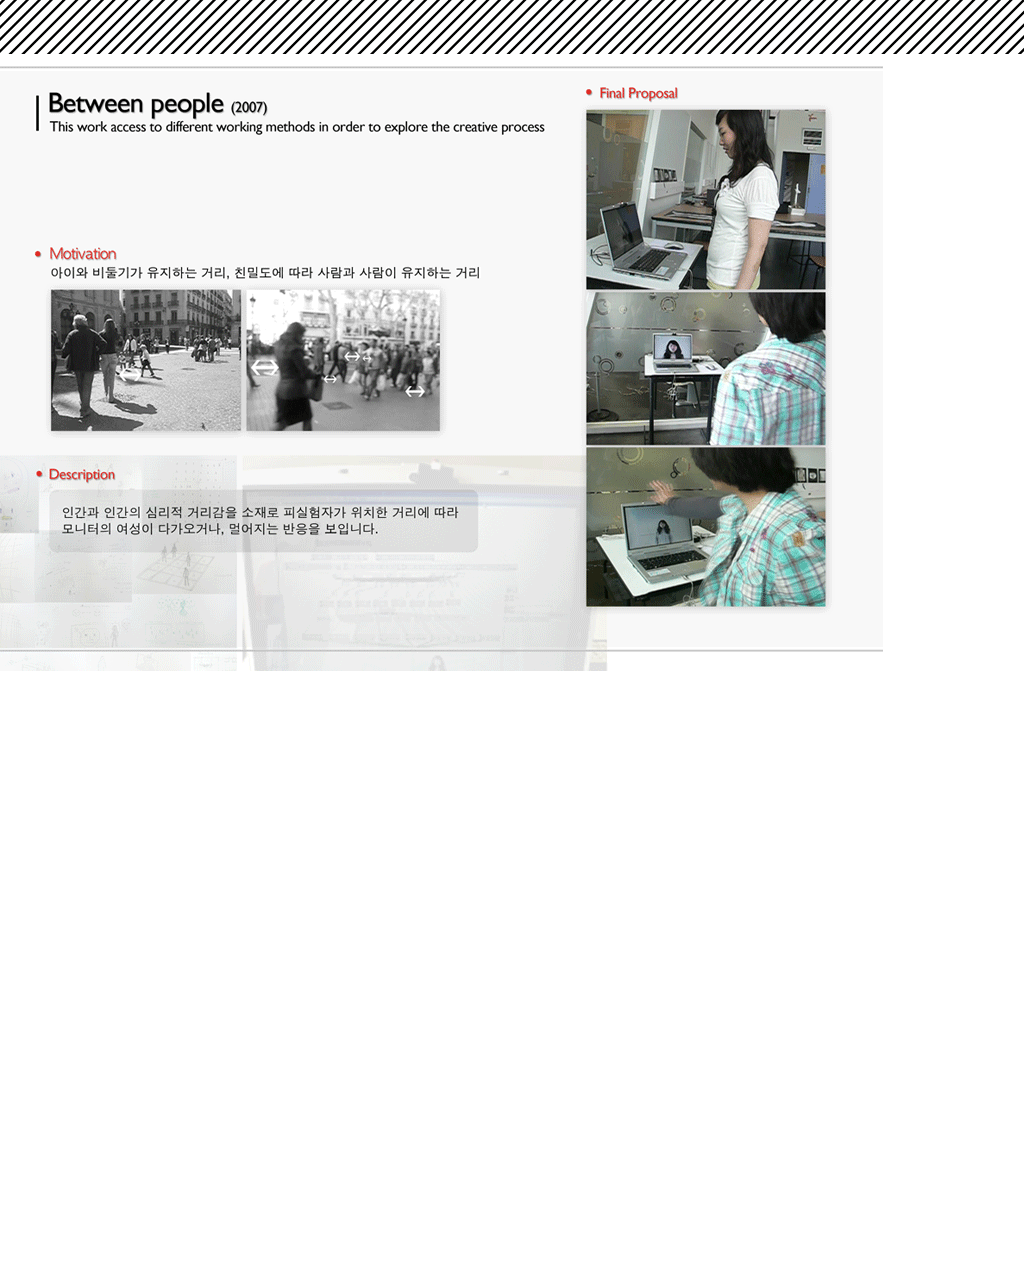 Between people (2007)
This work access to different working methods in order to explore the creative process
Motivation
아이와 비둘기가 유지하는 거리, 친밀도에 따라 사람과 사람이 유지하는 거리
Description
인간과 인간의 심리적 거리감을 소재로 피실험자가 위치한 거리에 따라
모니터의 여성이 다가오거나, 멀어지는 반응을 보입니다.
Final Proposal